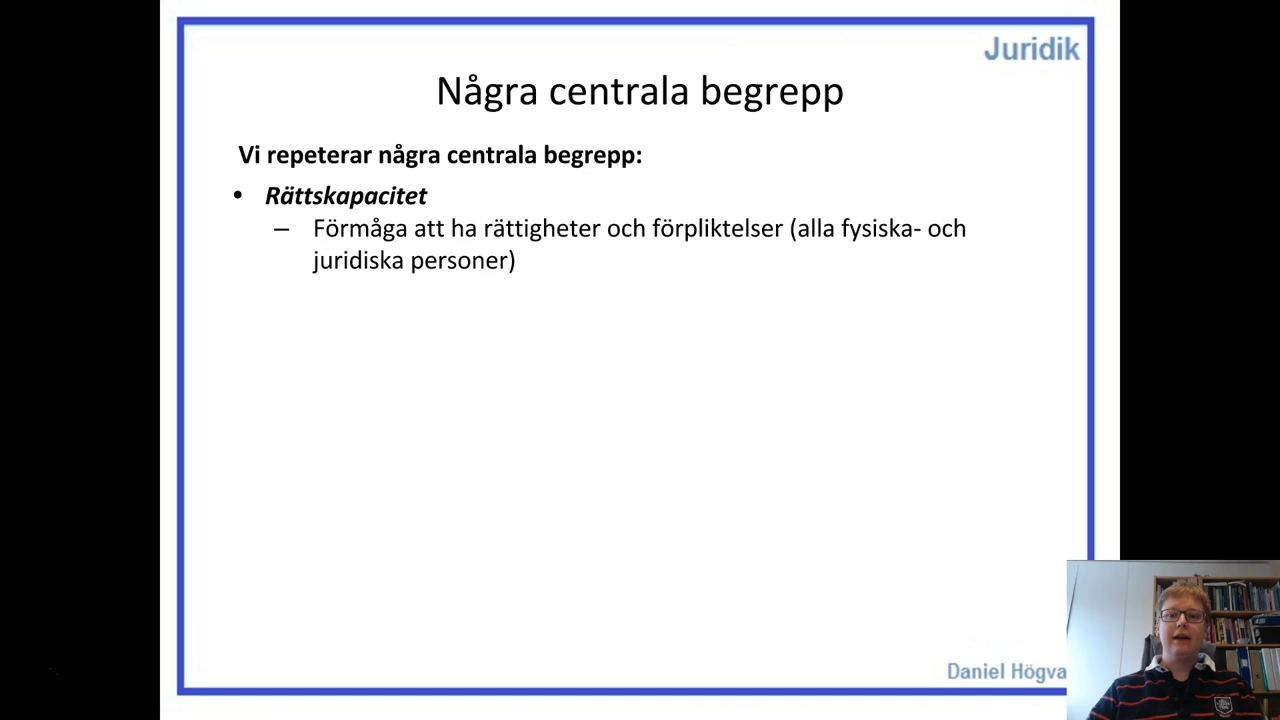 Juridik
Några centrala begrepp
Vi repeterar några centrala begrepp:
• Rättskapacitet
– Förmåga att ha rättigheter och förpliktelser (alla fysiska- och
juridiska personer)
Daniel